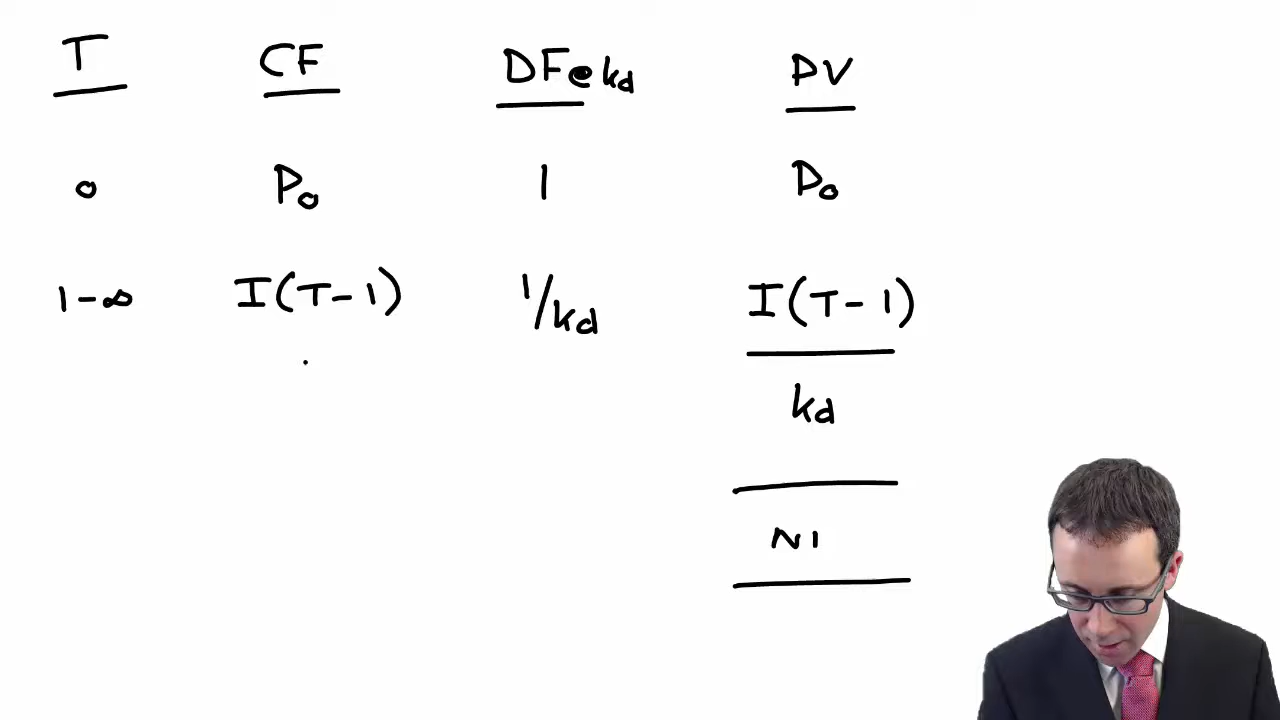 T CF DF@kd PV
0 P0 1 P0
1-∞ I(T-1) 1/kd I(T-1)
kd
NI